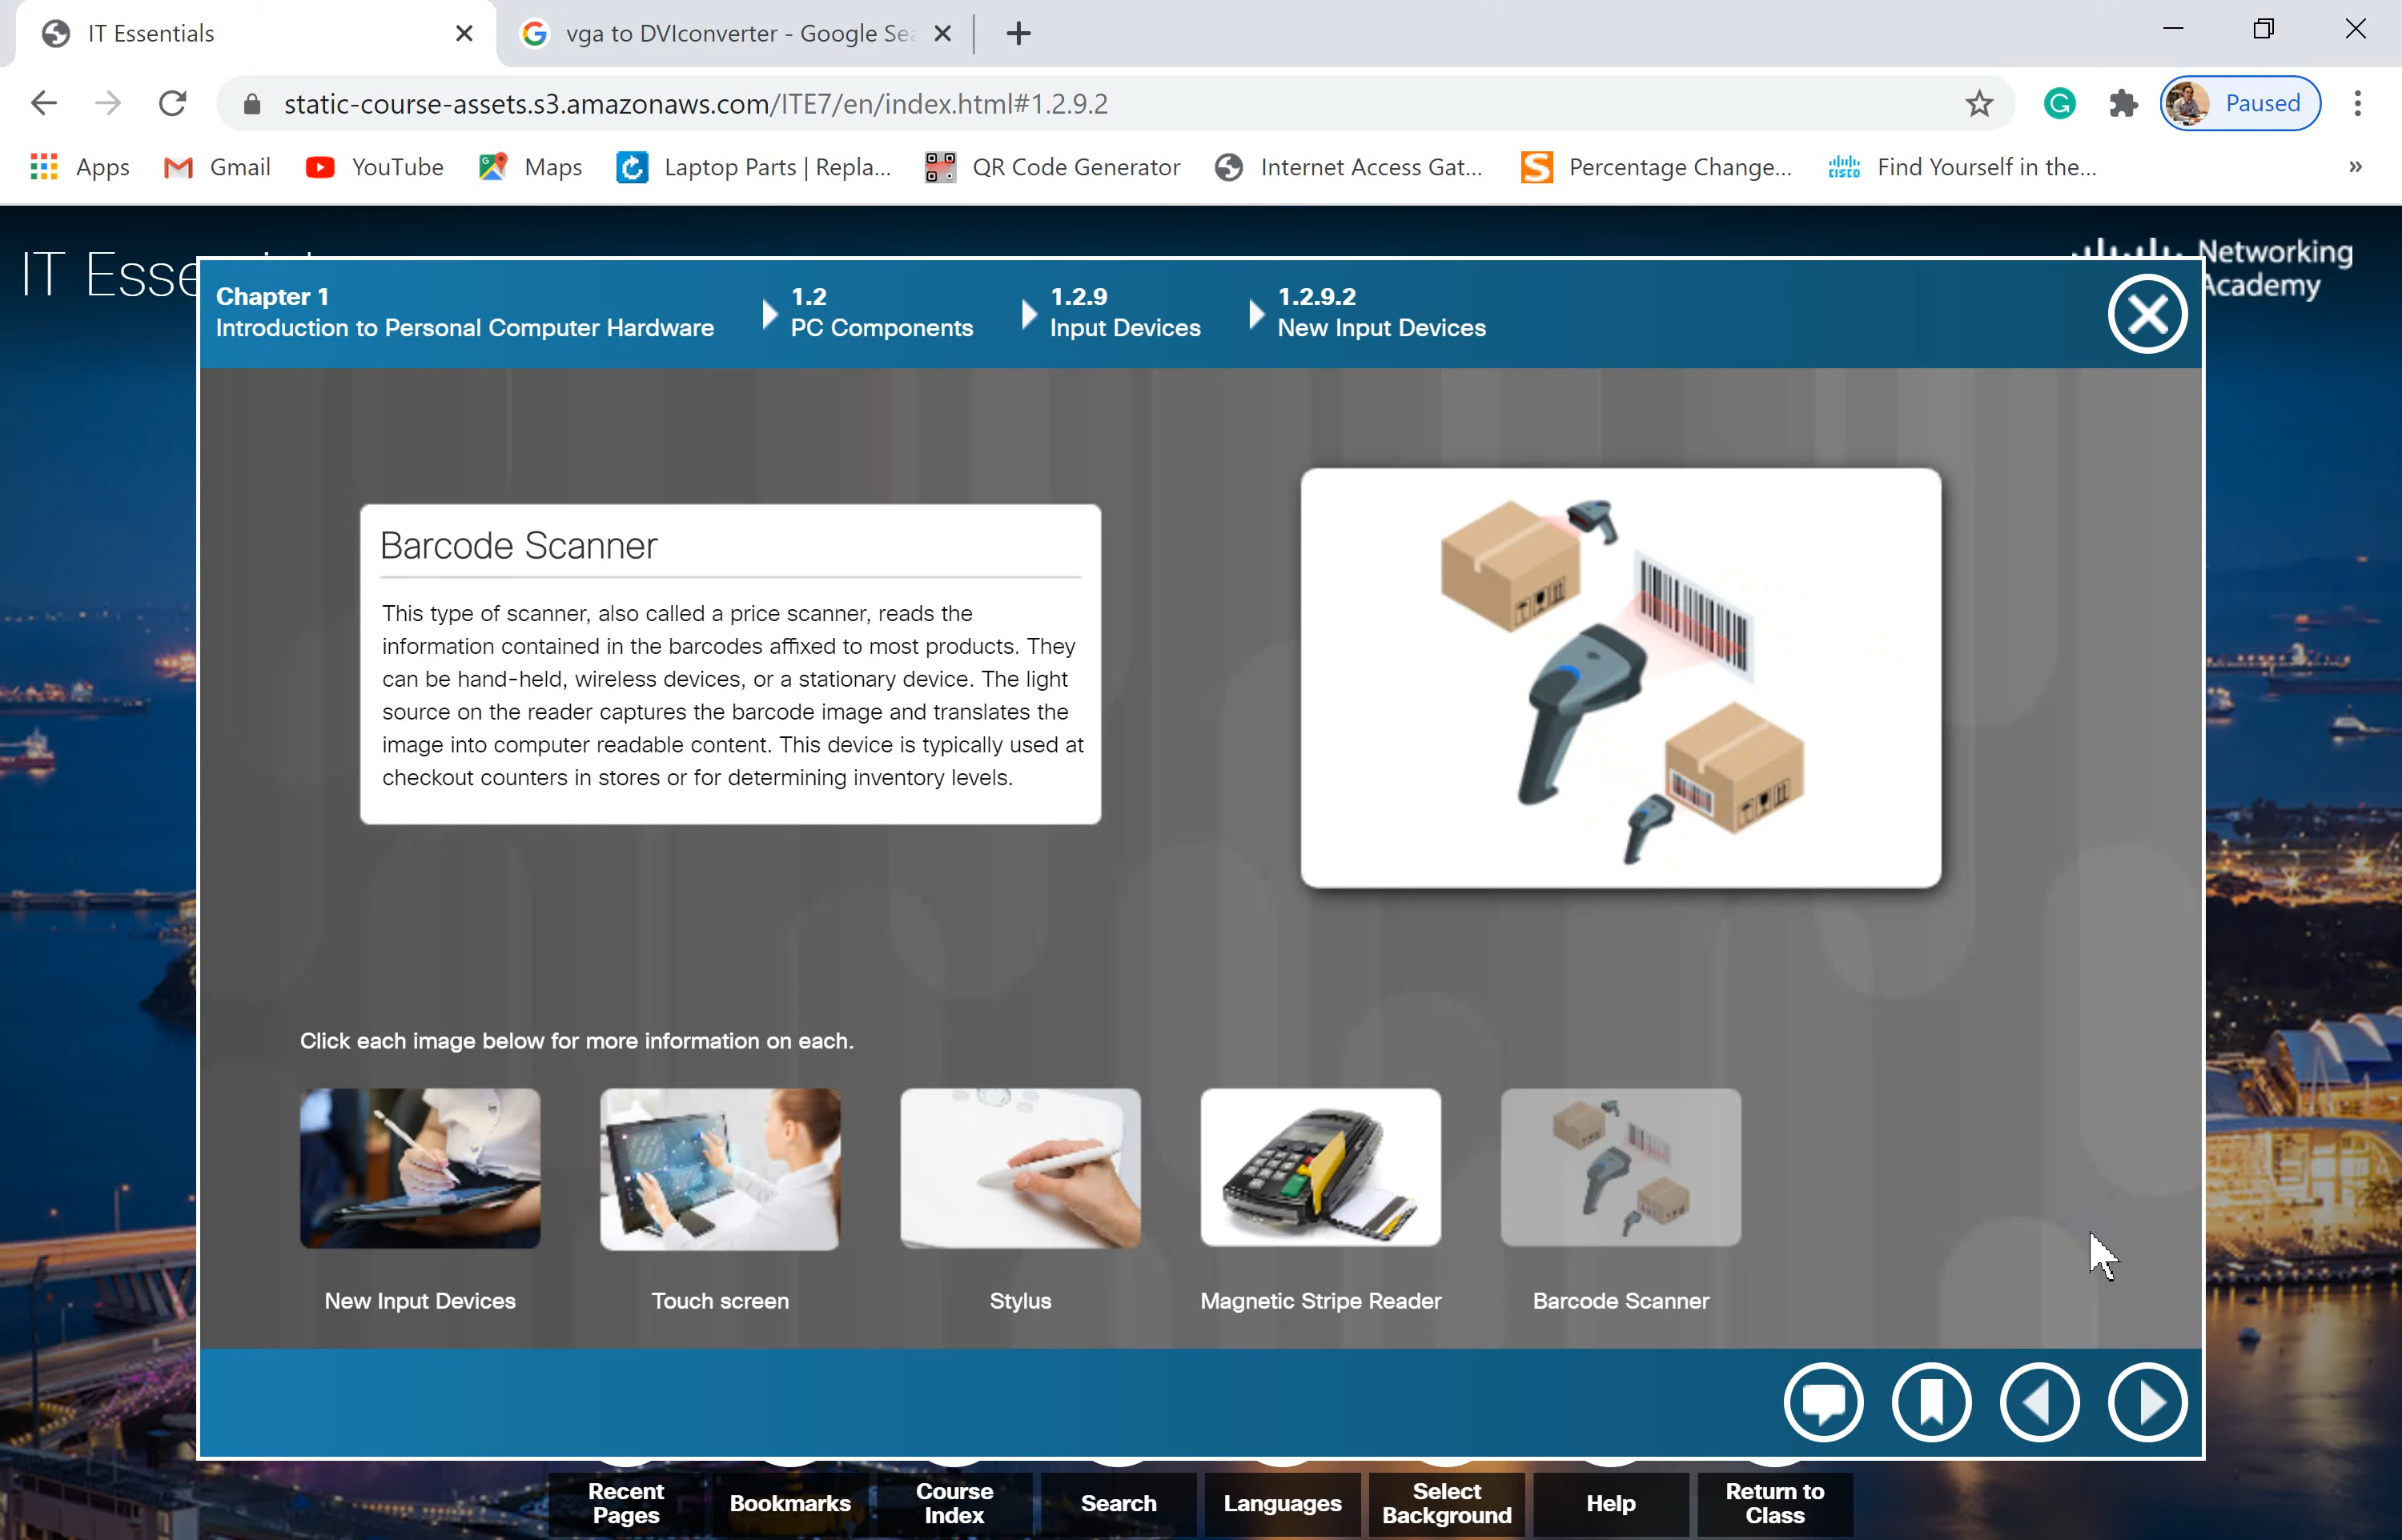 IT Essentials
vga to DVIconverter - Google Sea
static-course-assets.s3.amazonaws.com/ITE7/en/index.html#1.2.9.2
Paused
Apps
Gmail
YouTube
Maps
Laptop Parts | Repla...
QR Code Generator
Internet Access Gat...
Percentage Change...
Find Yourself in the...
IT Esse
Networking
Academy
Chapter 1
Introduction to Personal Computer Hardware
1.2
PC Components
1.2.9
Input Devices
1.2.9.2
New Input Devices
Barcode Scanner
This type of scanner, also called a price scanner, reads the
information contained in the barcodes affixed to most products. They
can be hand-held, wireless devices, or a stationary device. The light
source on the reader captures the barcode image and translates the
image into computer readable content. This device is typically used at
checkout counters in stores or for determining inventory levels.
Click each image below for more information on each.
New Input Devices
Touch screen
Stylus
Magnetic Stripe Reader
Barcode Scanner
Recent
Pages
Bookmarks
Course
Index
Search
Languages
Select
Background
Help
Return to
Class